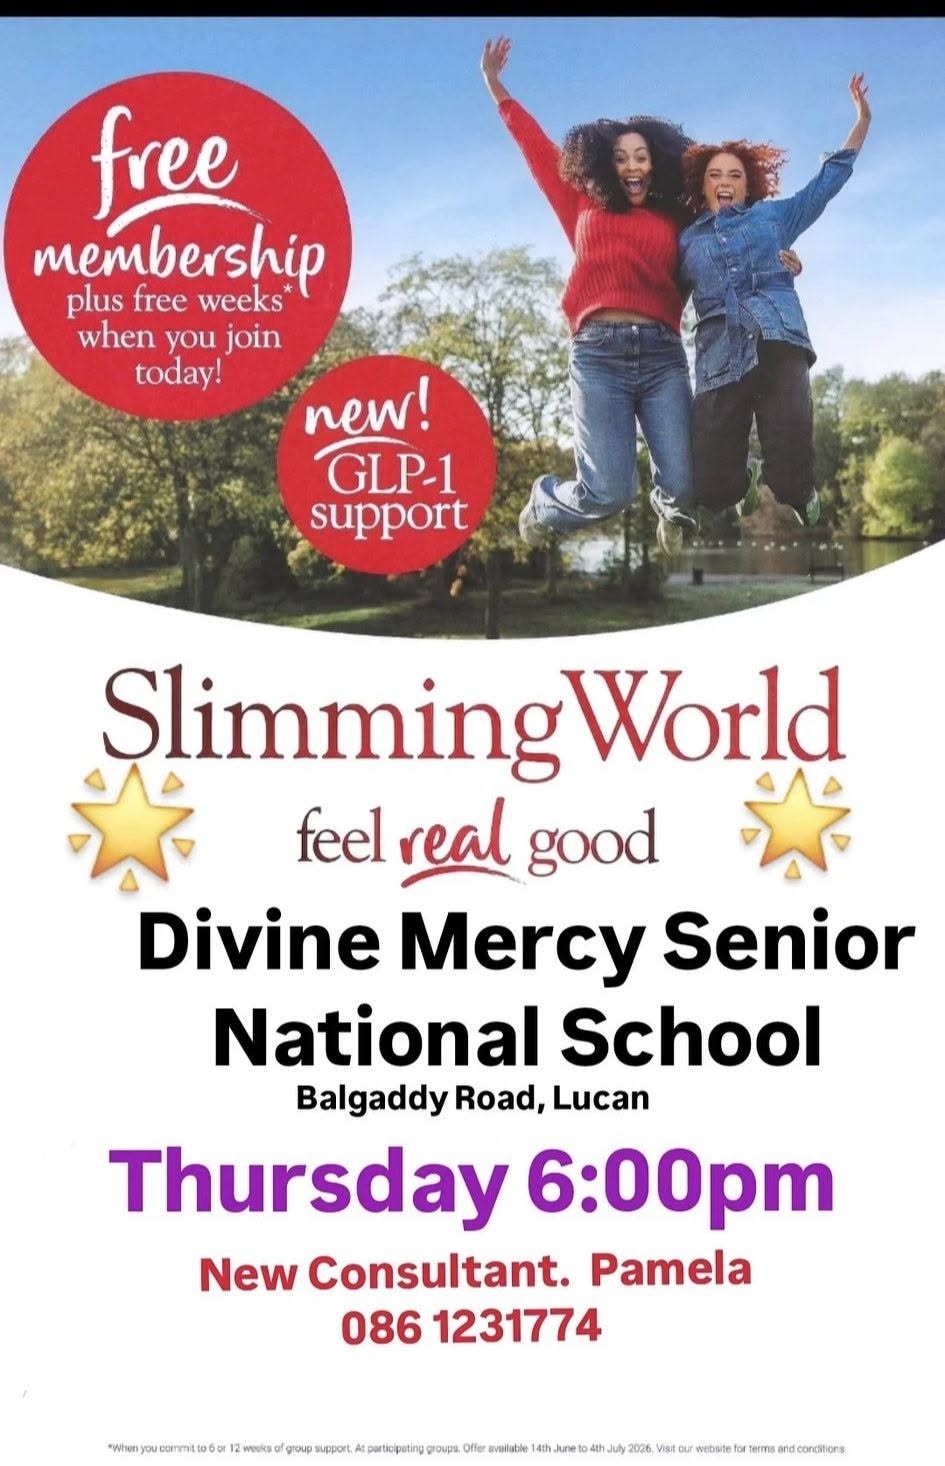 free
membership
plus free weeks*
when you join
today!
new!
GLP-1
support
Slimming World
feel real good
Divine Mercy Senior
National School
Balgaddy Road, Lucan
Thursday 6:00pm
New Consultant. Pamela
086 1231774
*When you commit to 6 or 12 weeks of group support. At participating groups. Offer available 14th June to 4th July 2026. Visit our website for terms and conditions.